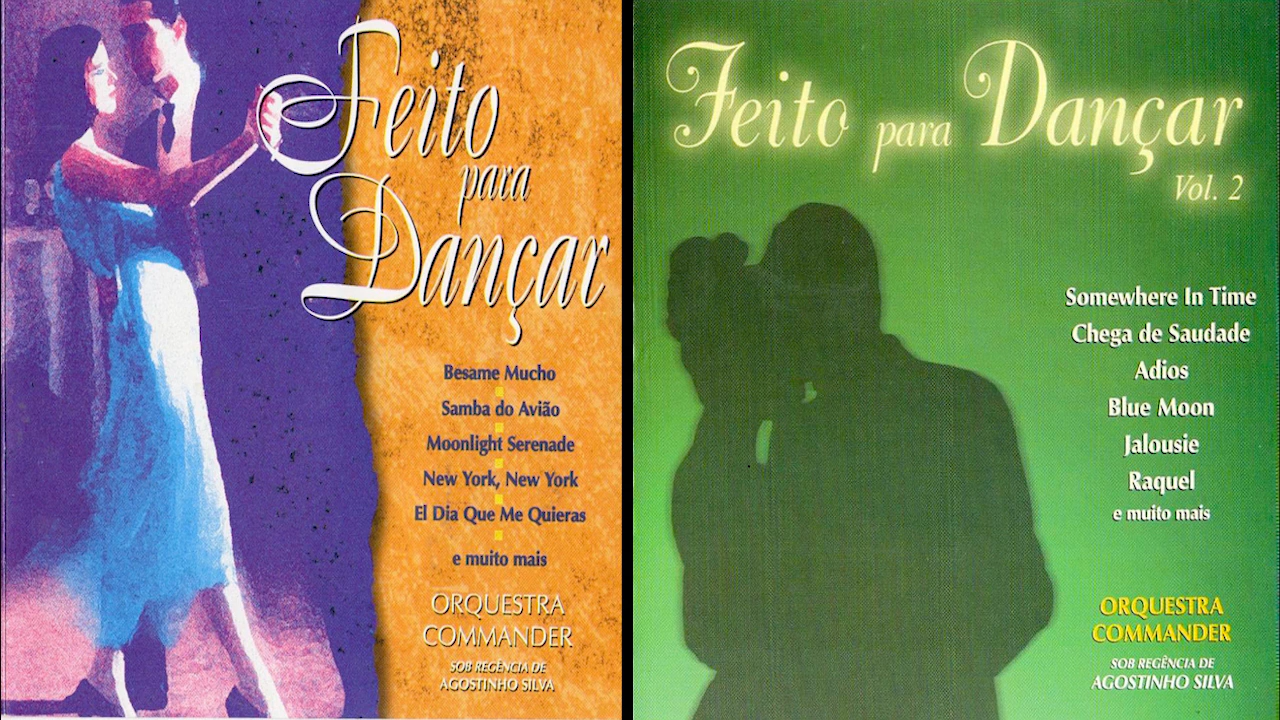 Feito
para
Dançar
Besame Mucho
Samba do Avião
Moonlight Serenade
New York, New York
El Dia Que Me Quieras
e muito mais
ORQUESTRA
COMMANDER
SOB REGÊNCIA DE
AGOSTINHO SILVA
Feito para Dançar
Vol. 2
Somewhere In Time
Chega de Saudade
Adios
Blue Moon
Jalousie
Raquel
e muito mais
ORQUESTRA
COMMANDER
SOB REGÊNCIA DE
AGOSTINHO SILVA